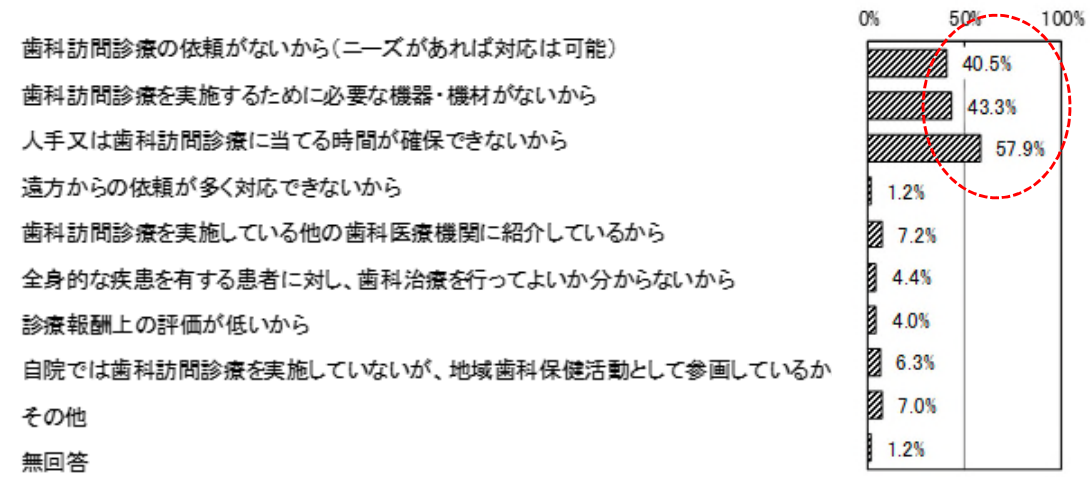 0% 50% 100%
歯科訪問診療の依頼がないから(ニーズがあれば対応は可能) 40.5%
歯科訪問診療を実施するために必要な機器・機材がないから 43.3%
人手又は歯科訪問診療に当てる時間が確保できないから 57.9%
遠方からの依頼が多く対応できないから 1.2%
歯科訪問診療を実施している他の歯科医療機関に紹介しているから 7.2%
全身的な疾患を有する患者に対し、歯科治療を行ってよいか分からないから 4.4%
診療報酬上の評価が低いから 4.0%
自院では歯科訪問診療を実施していないが、地域歯科保健活動として参画しているか 6.3%
その他 7.0%
無回答 1.2%